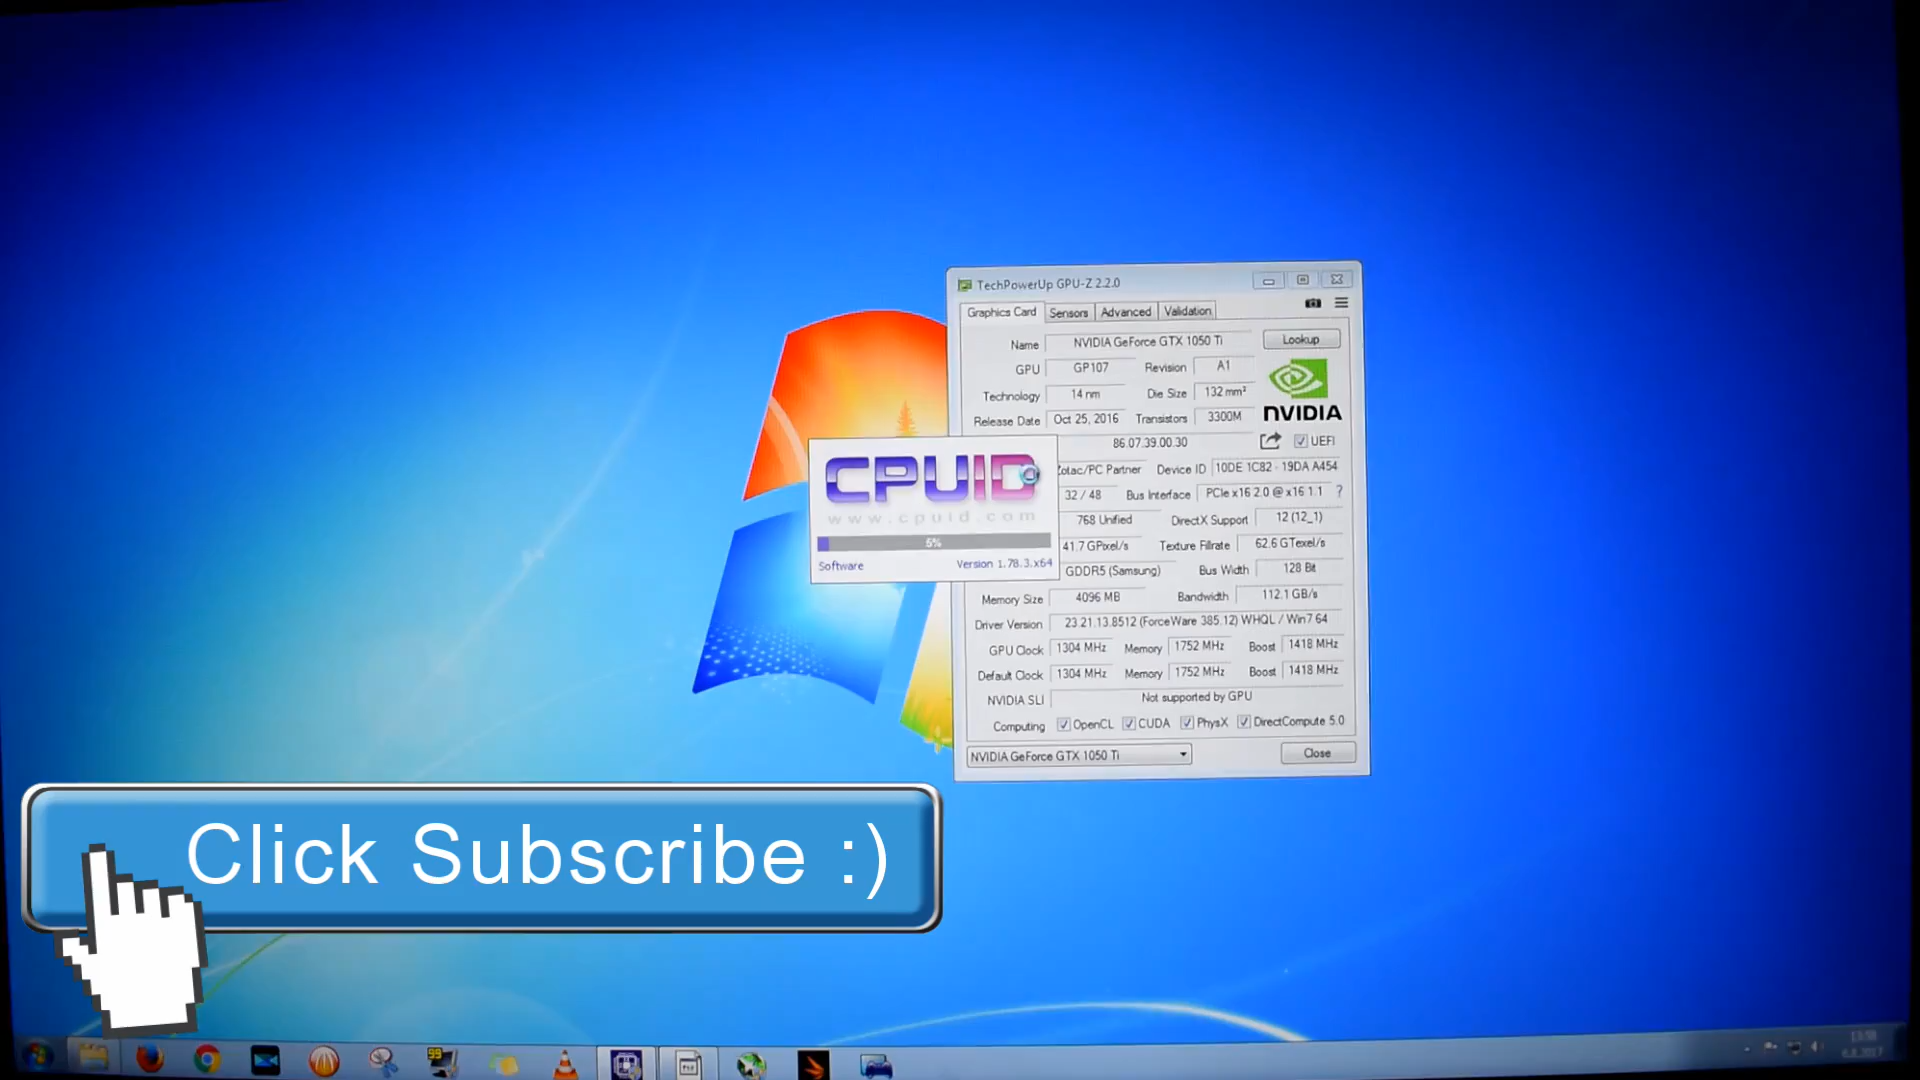 TechPowerUp GPU-Z 2.2.0
Graphics Card Sensors Advanced Validation
Name NVIDIA GeForce GTX 1050 Ti Lookup
GPU GP107 Revision A1
Technology 14 nm Die Size 132 mm²
NVIDIA
Release Date Oct 25, 2016 Transistors 3300M
86.07.39.00.30 UEFI
Zotac/PC Partner Device ID 10DE 1C82 - 19DA A454
32 / 48 Bus Interface PCIe x16 2.0 @ x16 1.1 ?
768 Unified DirectX Support 12 (12_1)
41.7 GPixel/s Texture Fillrate 62.6 GTexel/s
GDDR5 (Samsung) Bus Width 128 Bit
Memory Size 4096 MB Bandwidth 112.1 GB/s
Driver Version 23.21.13.8512 (ForceWare 385.12) WHQL / Win7 64
GPU Clock 1304 MHz Memory 1752 MHz Boost 1418 MHz
Default Clock 1304 MHz Memory 1752 MHz Boost 1418 MHz
NVIDIA SLI Not supported by GPU
Computing OpenCL CUDA PhysX DirectCompute 5.0
NVIDIA GeForce GTX 1050 Ti Close
CPUID
www.cpuid.com
5%
Software Version 1.78.3.x64
Click Subscribe :)
99